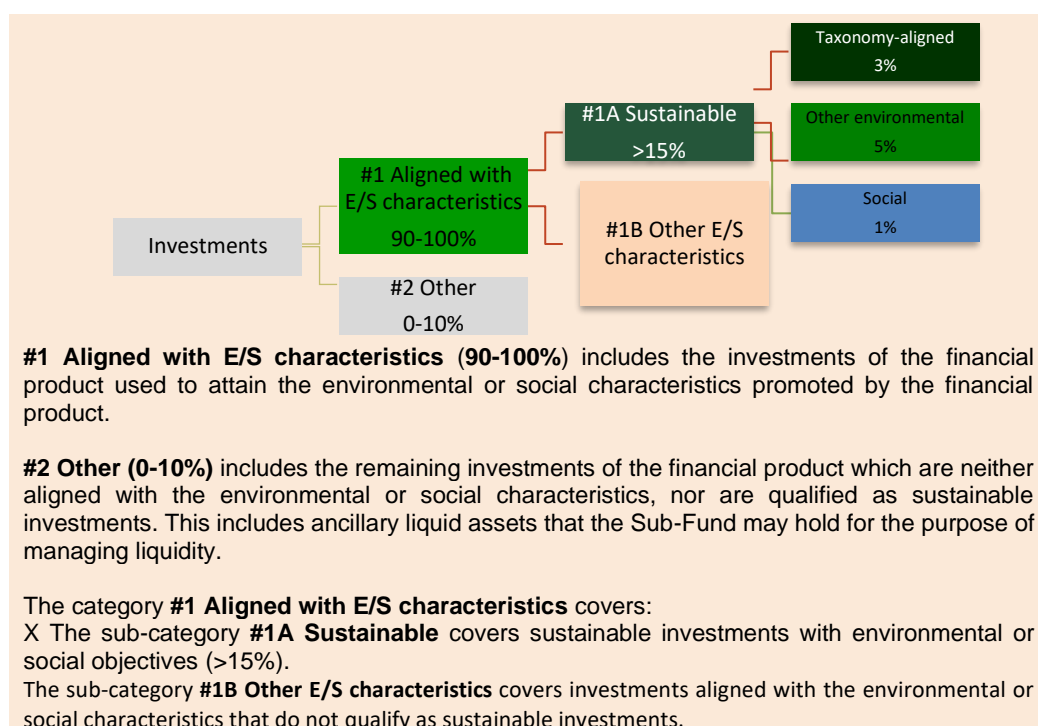 Taxonomy-aligned
3%
#1A Sustainable
>15%
Other environmental
5%
#1 Aligned with
E/S characteristics
90-100%
Social
1%
#1B Other E/S
characteristics
Investments
#2 Other
0-10%
#1 Aligned with E/S characteristics (90-100%) includes the investments of the financial
product used to attain the environmental or social characteristics promoted by the financial
product.
#2 Other (0-10%) includes the remaining investments of the financial product which are neither
aligned with the environmental or social characteristics, nor are qualified as sustainable
investments. This includes ancillary liquid assets that the Sub-Fund may hold for the purpose of
managing liquidity.
The category #1 Aligned with E/S characteristics covers:
X The sub-category #1A Sustainable covers sustainable investments with environmental or
social objectives (>15%).
The sub-category #1B Other E/S characteristics covers investments aligned with the environmental or
social characteristics that do not qualify as sustainable investments.